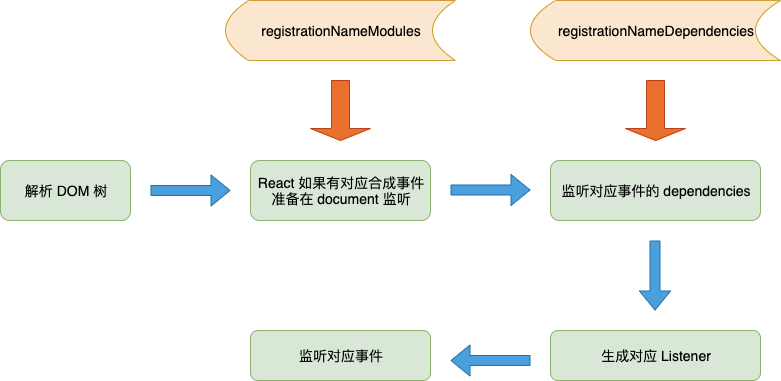 registrationNameModules
registrationNameDependencies
解析 DOM 树
React 如果有对应合成事件
准备在 document 监听
监听对应事件的 dependencies
监听对应事件
生成对应 Listener